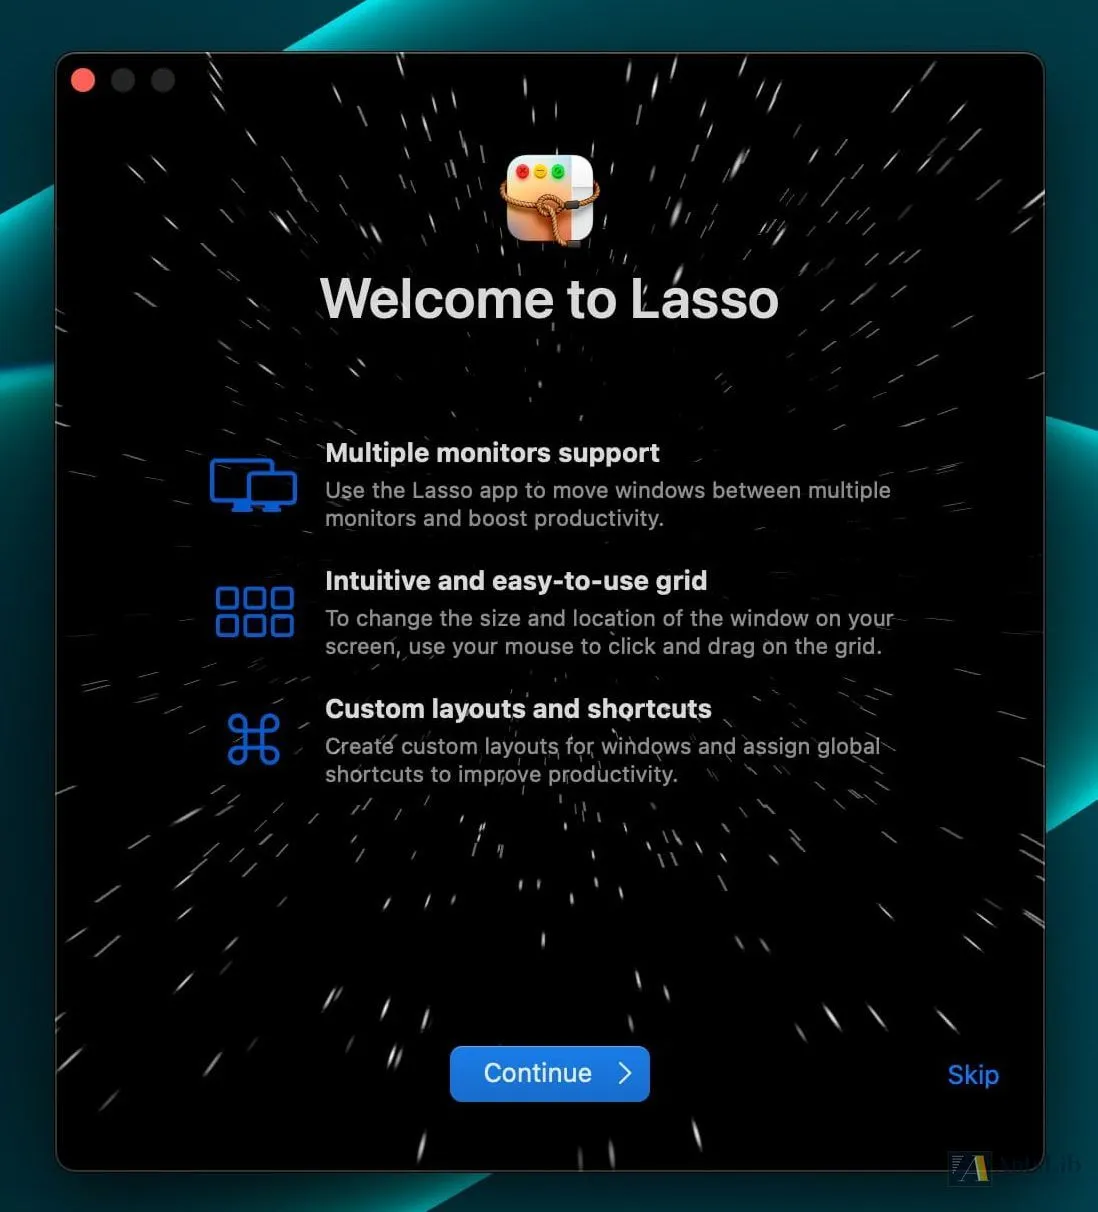 Welcome to Lasso
Multiple monitors support
Use the Lasso app to move windows between multiple
monitors and boost productivity.
Intuitive and easy-to-use grid
To change the size and location of the window on your
screen, use your mouse to click and drag on the grid.
Custom layouts and shortcuts
Create custom layouts for windows and assign global
shortcuts to improve productivity.
Continue
Skip